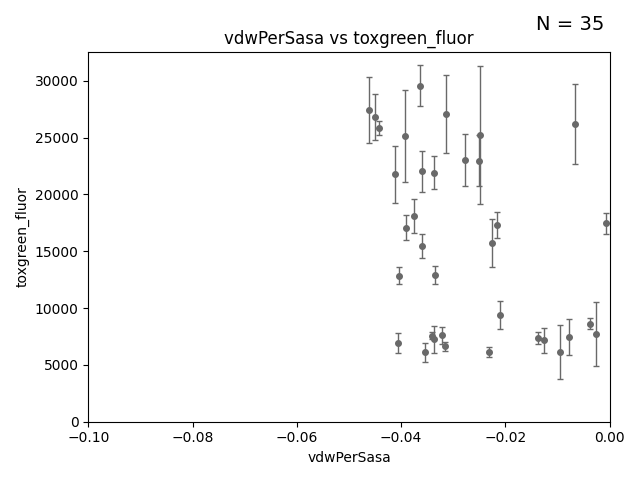 N = 35
vdwPerSasa vs toxgreen_fluor
30000
25000
20000
15000
10000
5000
0
toxgreen_fluor
−0.10 −0.08 −0.06 −0.04 −0.02 0.00
vdwPerSasa